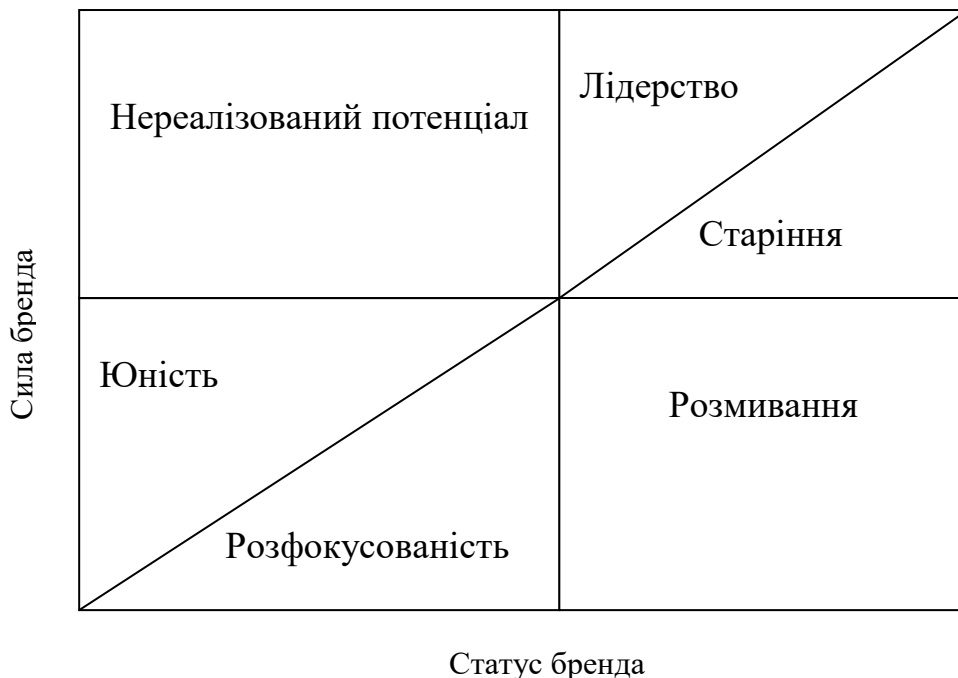 Нереалізований потенціал
Лідерство
Старіння
Сила бренда
Юність
Розмивання
Розфокусованість
Статус бренда